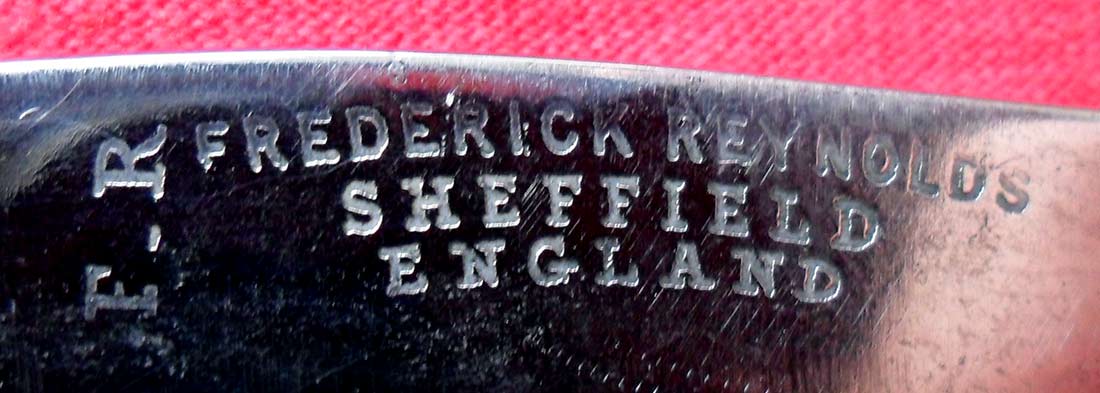 F-R
FREDERICK REYNOLDS
SHEFFIELD
ENGLAND